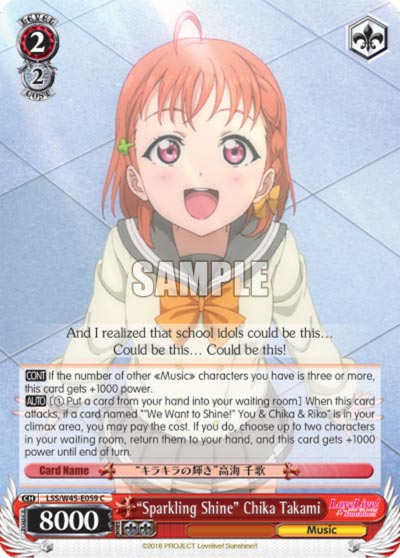 LEVEL
2
2
COST
SAMPLE
And I realized that school idols could be this…
Could be this… Could be this!
CONT If the number of other «Music» characters you have is three or more,
this card gets +1000 power.
AUTO [① Put a card from your hand into your waiting room] When this card
attacks, if a card named "“We Want to Shine!” You & Chika & Riko" is in your
climax area, you may pay the cost. If you do, choose up to two characters
in your waiting room, return them to your hand, and this card gets +1000
power until end of turn.
Card Name
“キラキラの輝き”高海 千歌
CH LSS/W45-E059 C
“Sparkling Shine” Chika Takami
LoveLive!
Sunshine!!
8000
Music
©2016 PROJECT Lovelive! Sunshine!!